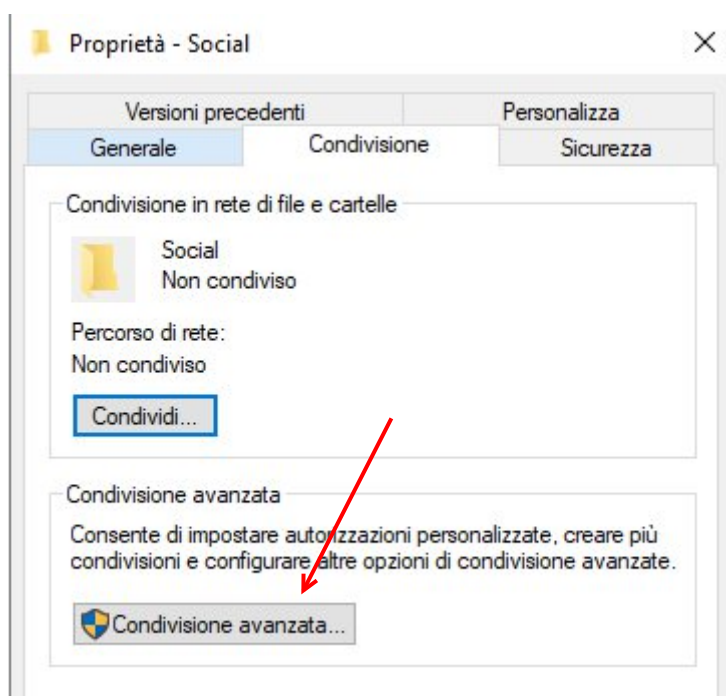 Proprietà - Social
Versioni precedenti
Personalizza
Generale
Condivisione
Sicurezza
Condivisione in rete di file e cartelle
Social
Non condiviso
Percorso di rete:
Non condiviso
Condividi...
Condivisione avanzata
Consente di impostare autorizzazioni personalizzate, creare più
condivisioni e configurare altre opzioni di condivisione avanzate.
Condivisione avanzata...